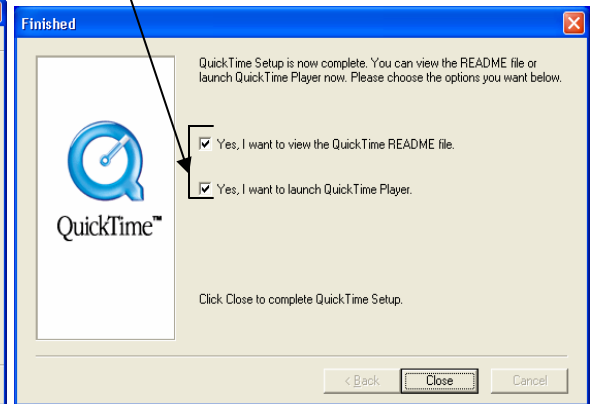 Finished
QuickTime Setup is now complete. You can view the README file or
launch QuickTime Player now. Please choose the options you want below.
Yes, I want to view the QuickTime README file.
Yes, I want to launch QuickTime Player.
QuickTime™
Click Close to complete QuickTime Setup.
< Back
Close
Cancel